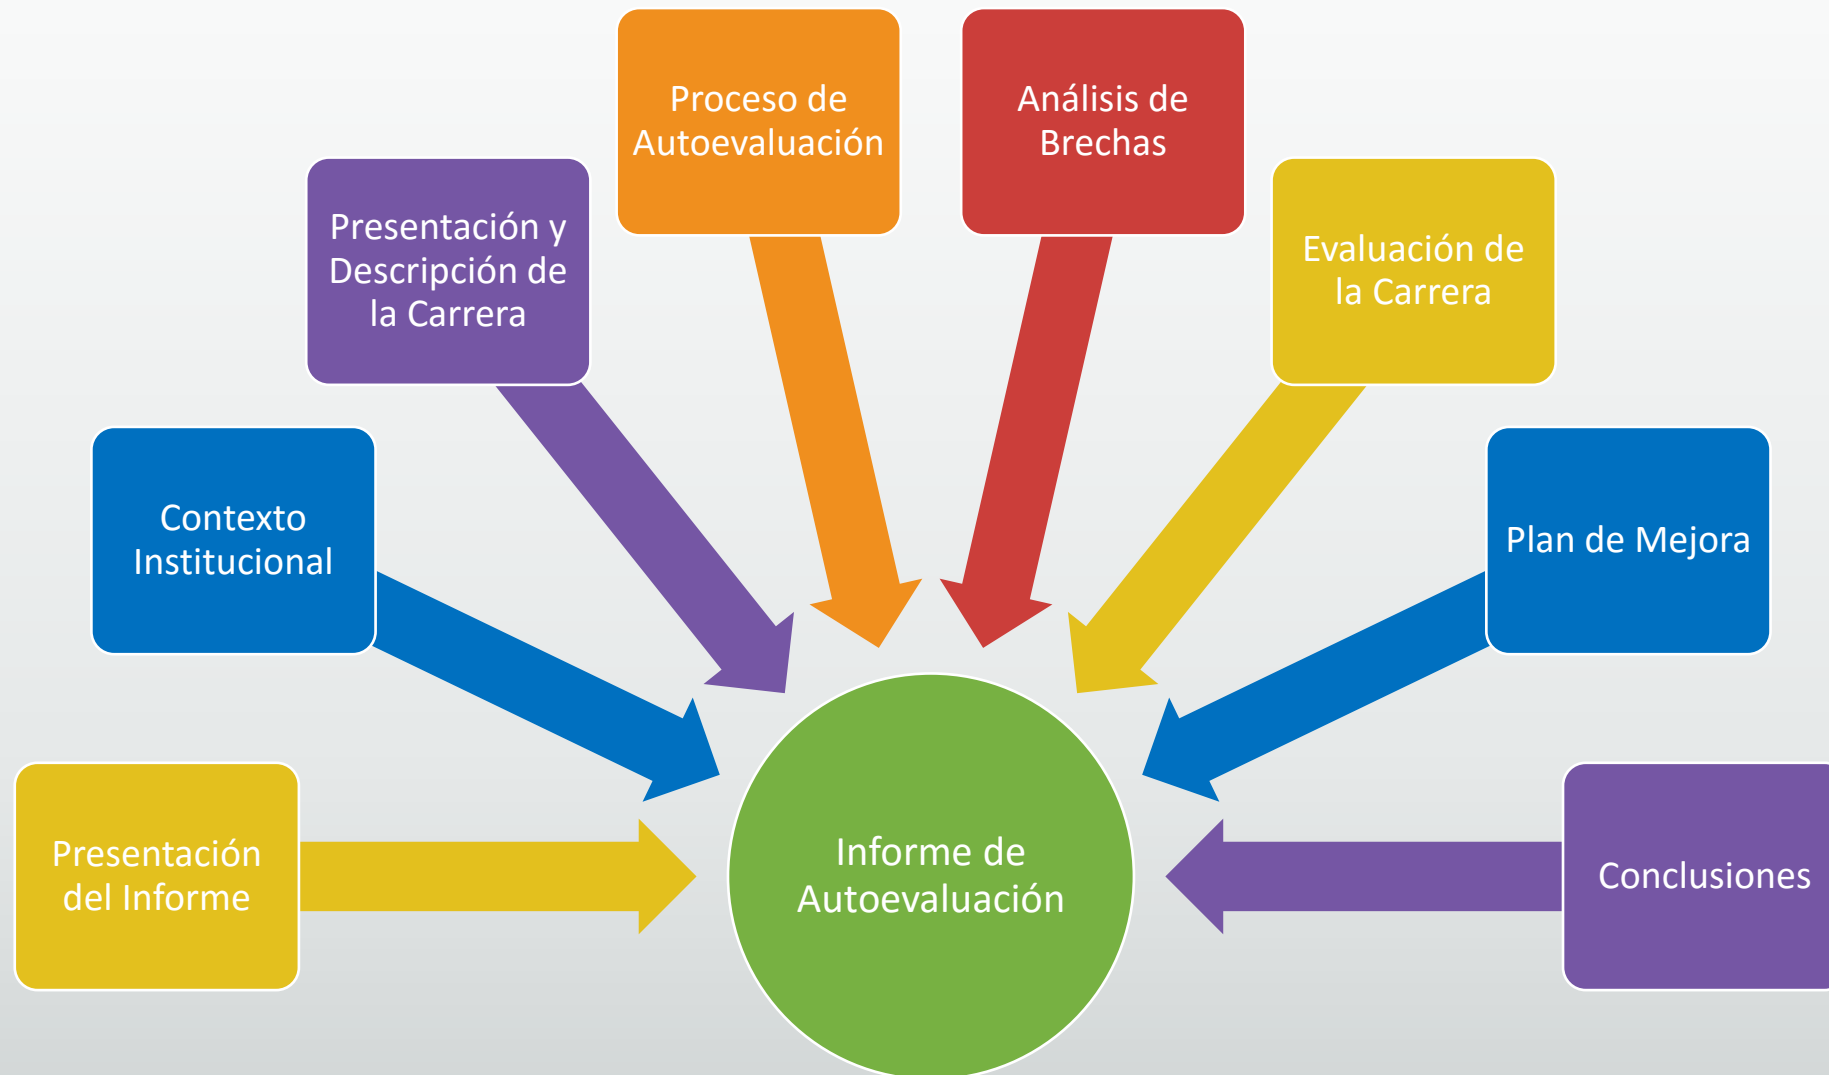 Presentación
del Informe
Contexto
Institucional
Presentación y
Descripción de
la Carrera
Proceso de
Autoevaluación
Análisis de
Brechas
Evaluación de
la Carrera
Plan de Mejora
Conclusiones
Informe de
Autoevaluación